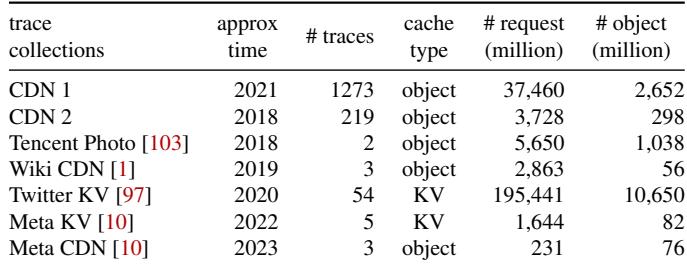 trace approx # traces cache # request # object
collections time type (million) (million)
CDN 1 2021 1273 object 37,460 2,652
CDN 2 2018 219 object 3,728 298
Tencent Photo [103] 2018 2 object 5,650 1,038
Wiki CDN [1] 2019 3 object 2,863 56
Twitter KV [97] 2020 54 KV 195,441 10,650
Meta KV [10] 2022 5 KV 1,644 82
Meta CDN [10] 2023 3 object 231 76